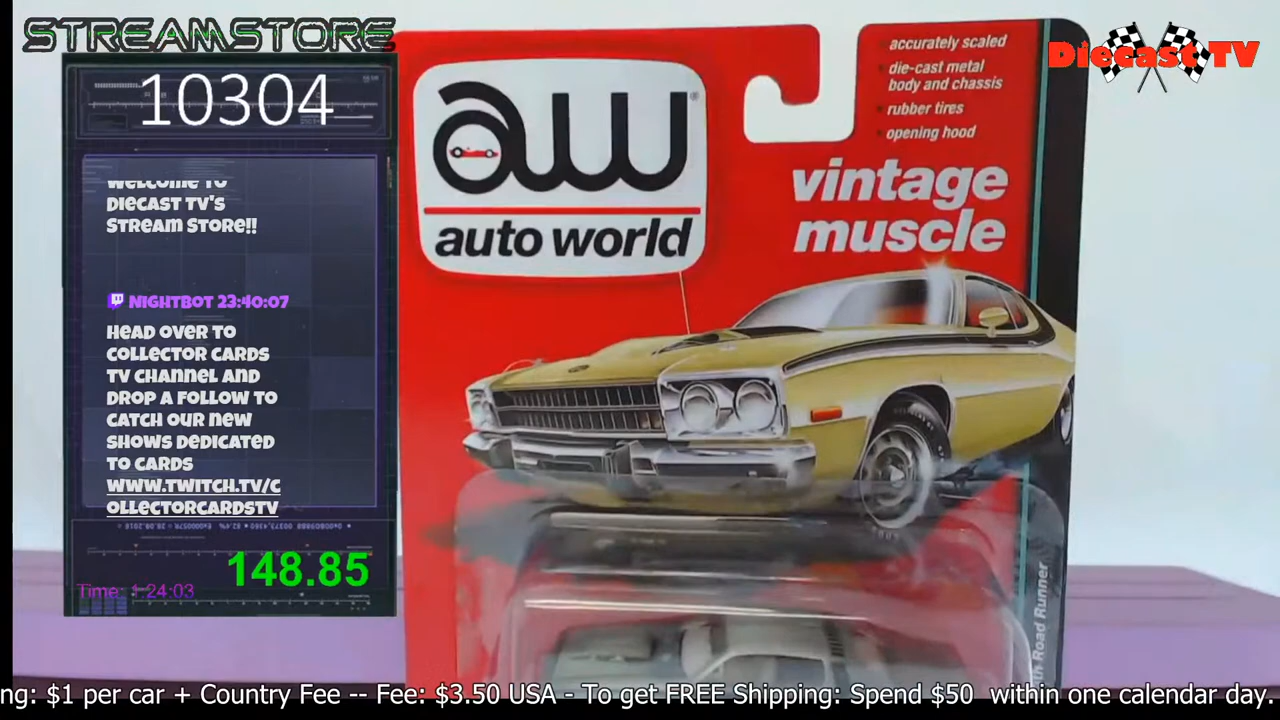 STREAMSTORE
10304
WELCOME TO
DIECAST TV'S
STREAM STORE!!
NIGHTBOT 23:40:07
HEAD OVER TO
COLLECTOR CARDS
TV CHANNEL AND
DROP A FOLLOW TO
CATCH OUR NEW
SHOWS DEDICATED
TO CARDS
WWW.TWITCH.TV/C
OLLECTORCARDSTV
148.85
Time: 1:24:03
aw
auto world
accurately scaled
die-cast metal
body and chassis
rubber tires
opening hood
vintage
muscle
Diecast TV
Road Runner
ng: $1 per car + Country Fee -- Fee: $3.50 USA - To get FREE Shipping: Spend $50 within one calendar day.